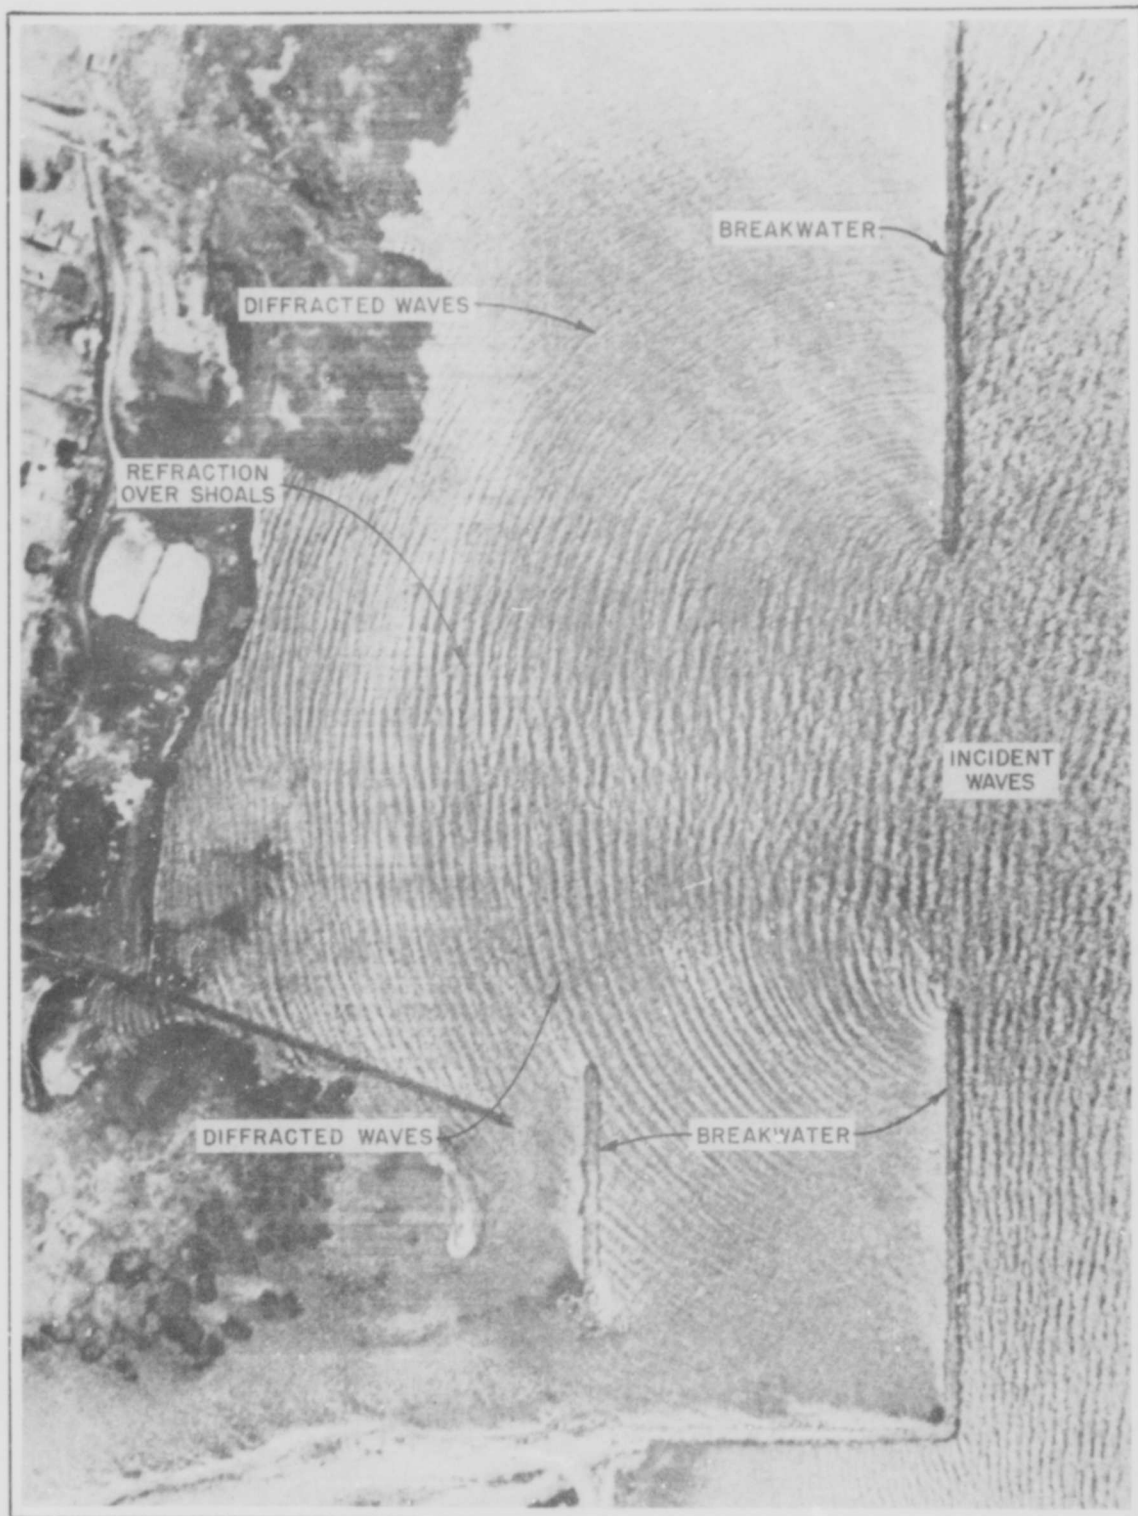 BREAKWATER
DIFFRACTED WAVES
REFRACTION
OVER SHOALS
INCIDENT
WAVES
DIFFRACTED WAVES
BREAKWATER